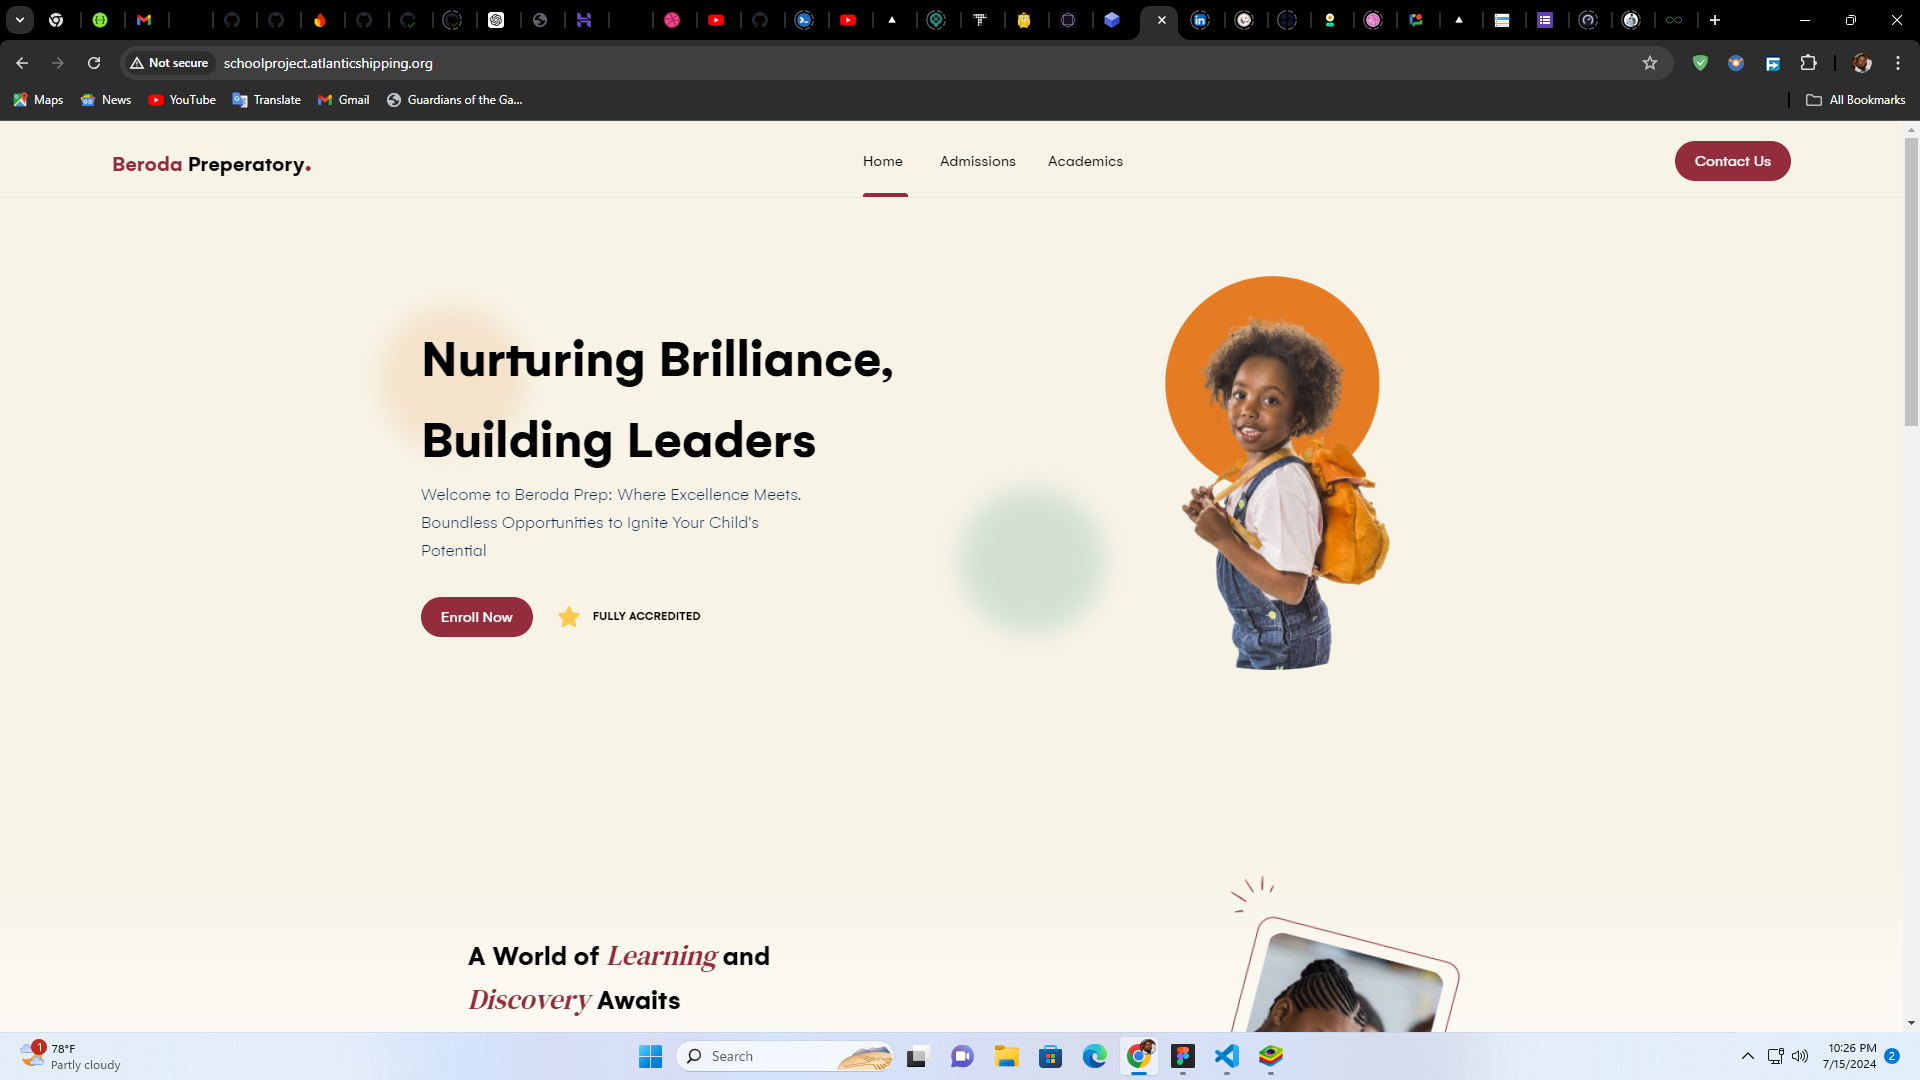 Not secure
schoolproject.atlanticshipping.org
Maps
News
YouTube
Translate
Gmail
Guardians of the Ga...
All Bookmarks
Beroda Preperatory.
Home
Admissions
Academics
Contact Us
Nurturing Brilliance,
Building Leaders
Welcome to Beroda Prep: Where Excellence Meets.
Boundless Opportunities to Ignite Your Child's
Potential
Enroll Now
FULLY ACCREDITED
A World of Learning and
Discovery Awaits
1
78°F
Partly cloudy
Search
10:26 PM
7/15/2024
2